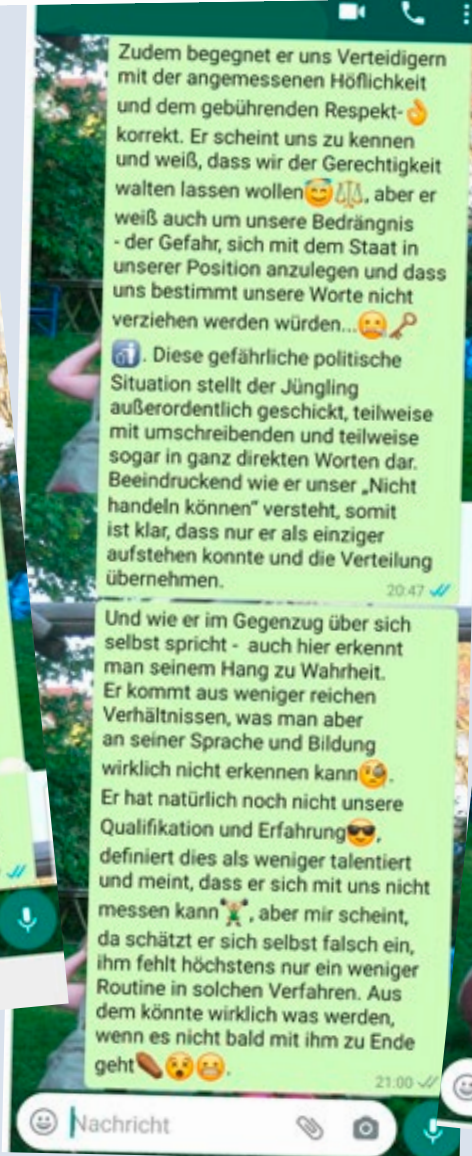 Zudem begegnet er uns Verteidigern
mit der angemessenen Höflichkeit
und dem gebührenden Respekt-👌
korrekt. Er scheint uns zu kennen
und weiß, dass wir der Gerechtigkeit
walten lassen wollen😇⚖️, aber er
weiß auch um unsere Bedrängnis
- der Gefahr, sich mit dem Staat in
unserer Position anzulegen und dass
uns bestimmt unsere Worte nicht
verziehen werden würden...🤐🗝️
🚮. Diese gefährliche politische
Situation stellt der Jüngling
außerordentlich geschickt, teilweise
mit umschreibenden und teilweise
sogar in ganz direkten Worten dar.
Beeindruckend wie er unser „Nicht
handeln können" versteht, somit
ist klar, dass nur er als einziger
aufstehen konnte und die Verteilung
übernehmen.
20:47
Und wie er im Gegenzug über sich
selbst spricht - auch hier erkennt
man seinem Hang zu Wahrheit.
Er kommt aus weniger reichen
Verhältnissen, was man aber
an seiner Sprache und Bildung
wirklich nicht erkennen kann🧐.
Er hat natürlich noch nicht unsere
Qualifikation und Erfahrung😎,
definiert dies als weniger talentiert
und meint, dass er sich mit uns nicht
messen kann🏋️, aber mir scheint,
da schätzt er sich selbst falsch ein,
ihm fehlt höchstens nur ein weniger
Routine in solchen Verfahren. Aus
dem könnte wirklich was werden,
wenn es nicht bald mit ihm zu Ende
geht⚰️😯😬.
21:00
Nachricht